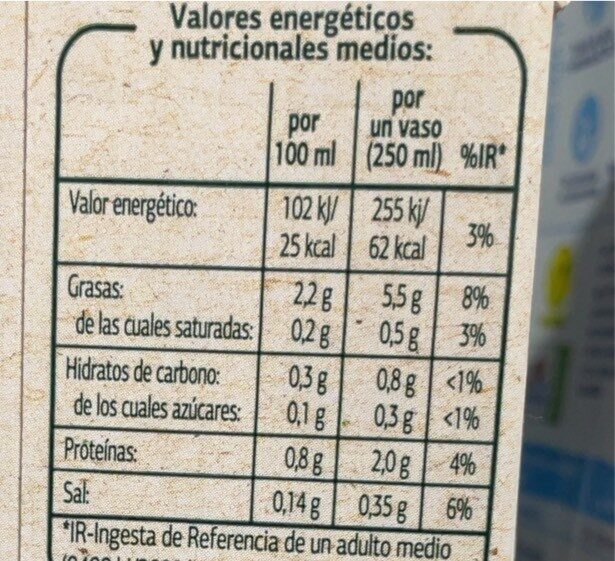 Valores energéticos
y nutricionales medios:
por 100 ml por un vaso (250 ml) %IR*
Valor energético: 102 kJ/ 255 kj/ 3%
25 kcal 62 kcal
Grasas: 2,2 g 5,5 g 8%
de las cuales saturadas: 0,2 g 0,5 g 3%
Hidratos de carbono: 0,3 g 0,8 g <1%
de los cuales azúcares: 0,1 g 0,3 g <1%
Proteínas: 0,8 g 2,0 g 4%
Sal: 0,14 g 0,35 g 6%
*IR-Ingesta de Referencia de un adulto medio